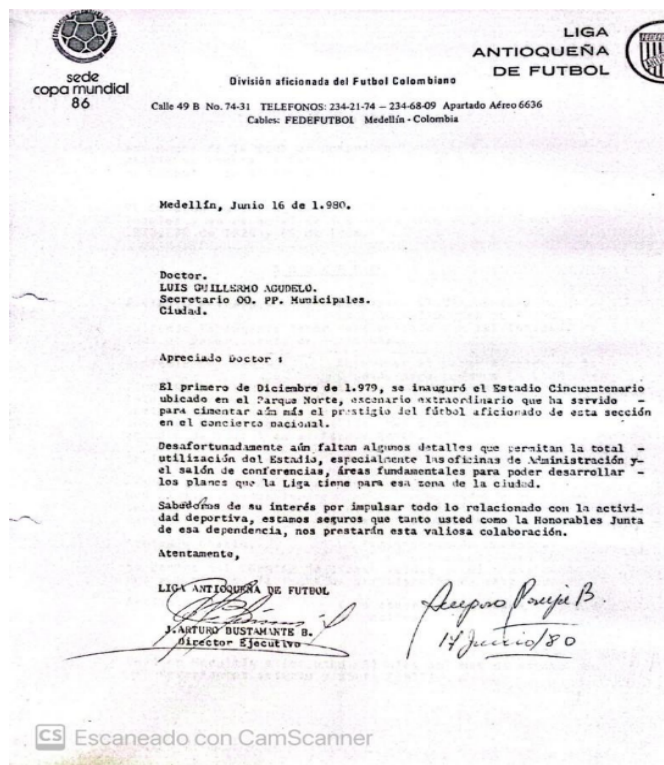 sede
copa mundial
86
LIGA
ANTIOQUEÑA
DE FUTBOL
División aficionada del Futbol Colombiano
Calle 49 B No. 74-31 TELEFONOS: 234-21-74 – 234-68-09 Apartado Aéreo 6636
Cables: FEDEFUTBOL Medellín - Colombia
Medellín, Junio 16 de 1.980.
Doctor.
LUIS GUILLERMO AGUDELO.
Secretario OO. PP. Municipales.
Ciudad.
Apreciado Doctor :
El primero de Diciembre de 1.979, se inauguró el Estadio Cincuentenario
ubicado en el Parque Norte, escenario extraordinario que ha servido –
para cimentar aún más el prestigio del fútbol aficionado de esta sección
en el concierto nacional.
Desafortunadamente aún faltan algunos detalles que permitan la total –
utilización del Estadio, especialmente las oficinas de Administración y–
el salón de conferencias, áreas fundamentales para poder desarrollar –
los planes que la Liga tiene para esa zona de la ciudad.
Sabedores de su interés por impulsar todo lo relacionado con la activi-
dad deportiva, estamos seguros que tanto usted como la Honorables Junta
de esa dependencia, nos prestarán esta valiosa colaboración.
Atentamente,
LIGA ANTIOQUEÑA DE FUTBOL
J. ARTURO BUSTAMANTE B.
Director Ejecutivo
Amparo B.
17 Junio/80
CS Escaneado con CamScanner